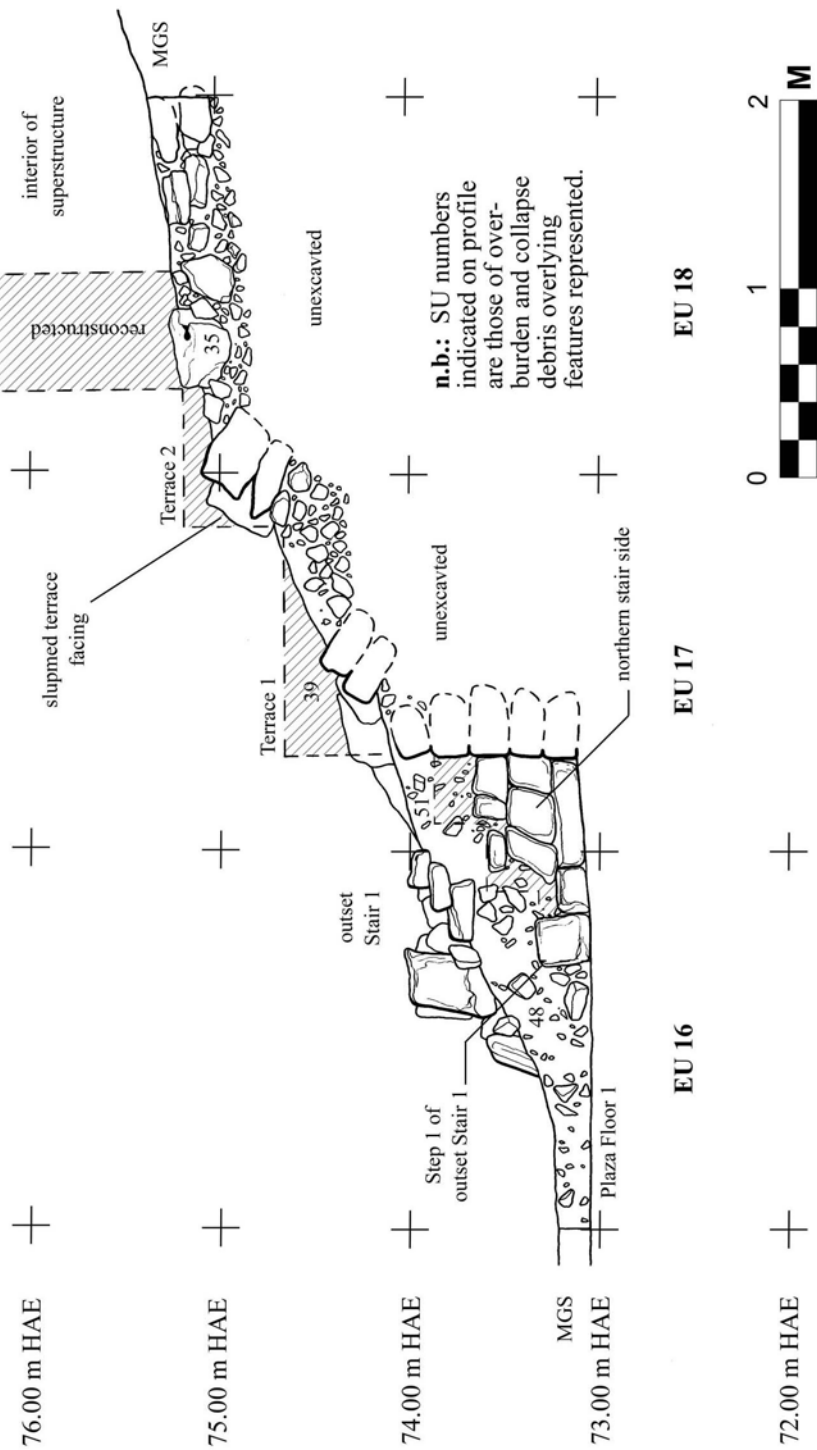 76.00 m HAE
75.00 m HAE
74.00 m HAE
MGS
73.00 m HAE
72.00 m HAE
interior of
superstructure
MGS
reconstructed
35
Terrace 2
slupmed terrace
facing
Terrace 1
39
unexcavted
outset
Stair 1
51
unexcavted
Step 1 of
outset Stair 1
48
Plaza Floor 1
northern stair side
n.b.: SU numbers
indicated on profile
are those of over-
burden and collapse
debris overlying
features represented.
EU 16
EU 17
EU 18
0
1
2
M